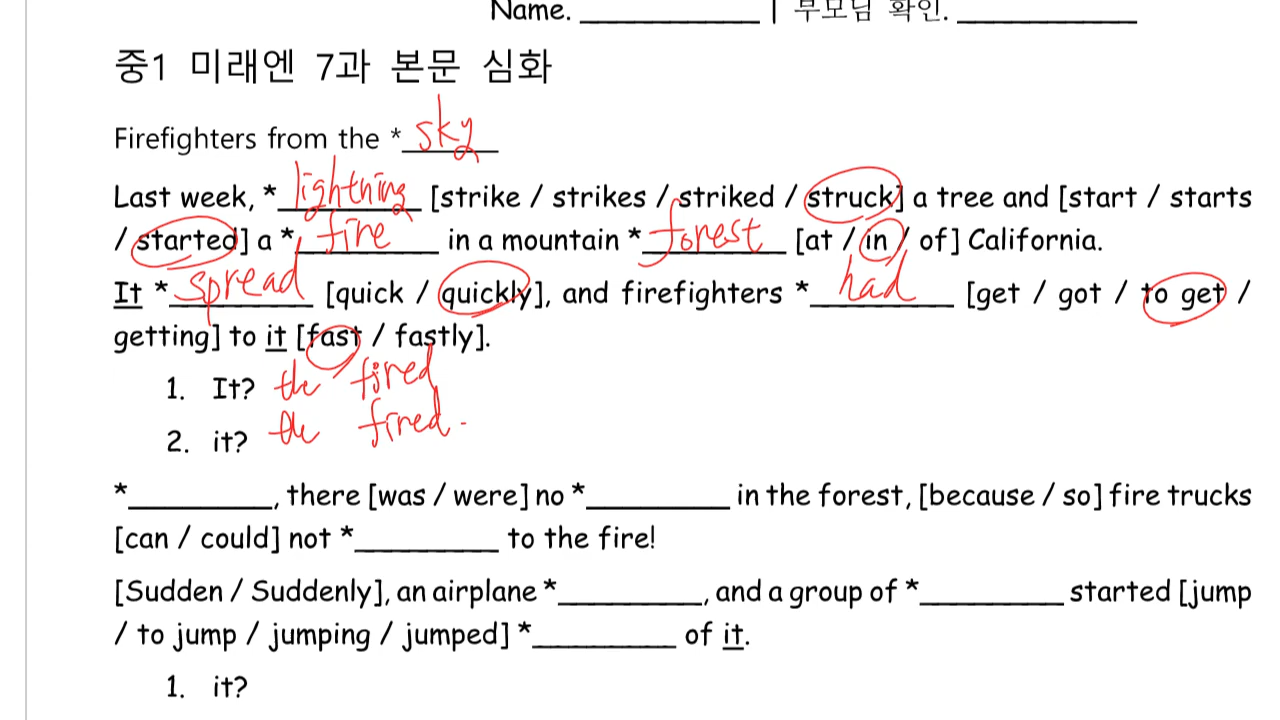 Name. ____________ | 부모님 확인. ____________
중1 미래엔 7과 본문 심화
Firefighters from the * sky
Last week, * lightning [strike / strikes / striked / struck] a tree and [start / starts
/ started] a * fire in a mountain * forest [at / in / of] California.
It * spread [quick / quickly], and firefighters * had [get / got / to get /
getting] to it [fast / fastly].
1. It? the fired
2. it? the fired.
*_________, there [was / were] no *_________ in the forest, [because / so] fire trucks
[can / could] not *_________ to the fire!
[Sudden / Suddenly], an airplane *_________, and a group of *_________ started [jump
/ to jump / jumping / jumped] *_________ of it.
1. it?